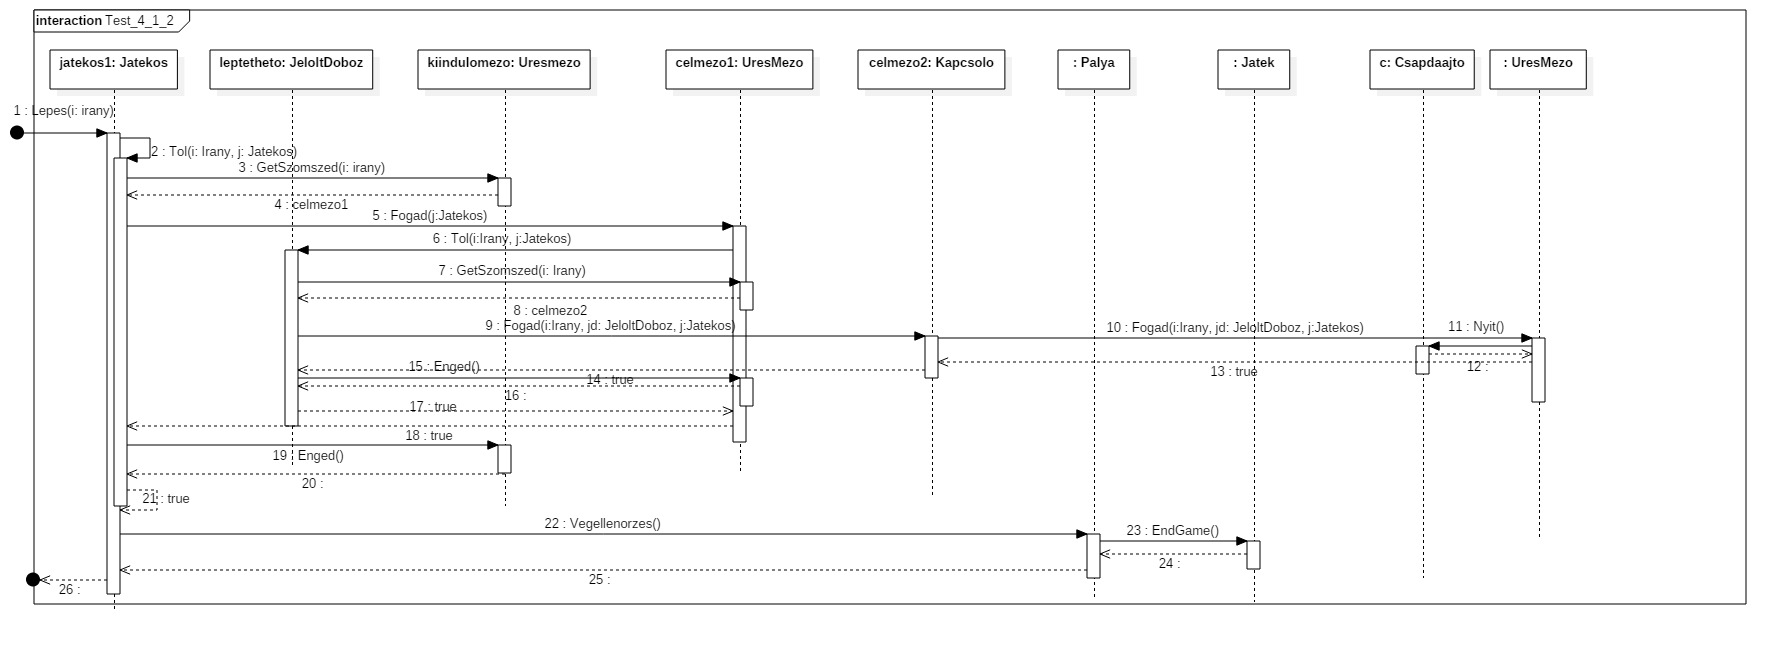 interaction Test_4_1_2
jatekos1: Jatekos
leptetheto: JeloltDoboz
kiindulomezo: Uresmezo
celmezo1: UresMezo
celmezo2: Kapcsolo
: Palya
: Jatek
c: Csapdaajto
: UresMezo
1 : Lepes(i: irany)
2 : Tol(i: Irany, j: Jatekos)
3 : GetSzomszed(i: irany)
4 : celmezo1
5 : Fogad(j:Jatekos)
6 : Tol(i:Irany, j:Jatekos)
7 : GetSzomszed(i: Irany)
8 : celmezo2
9 : Fogad(i:Irany, jd: JeloltDoboz, j:Jatekos)
10 : Fogad(i:Irany, jd: JeloltDoboz, j:Jatekos)
11 : Nyit()
12 :
13 : true
14 : true
15 : Enged()
16 :
17 : true
18 : true
19 : Enged()
20 :
21 : true
22 : Vegellenorzes()
23 : EndGame()
24 :
25 :
26 :